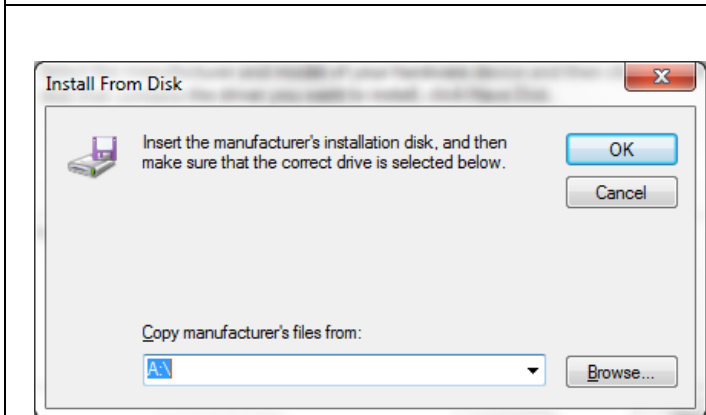 Install From Disk
Insert the manufacturer's installation disk, and then
make sure that the correct drive is selected below.
OK
Cancel
Copy manufacturer's files from:
A:\
Browse...